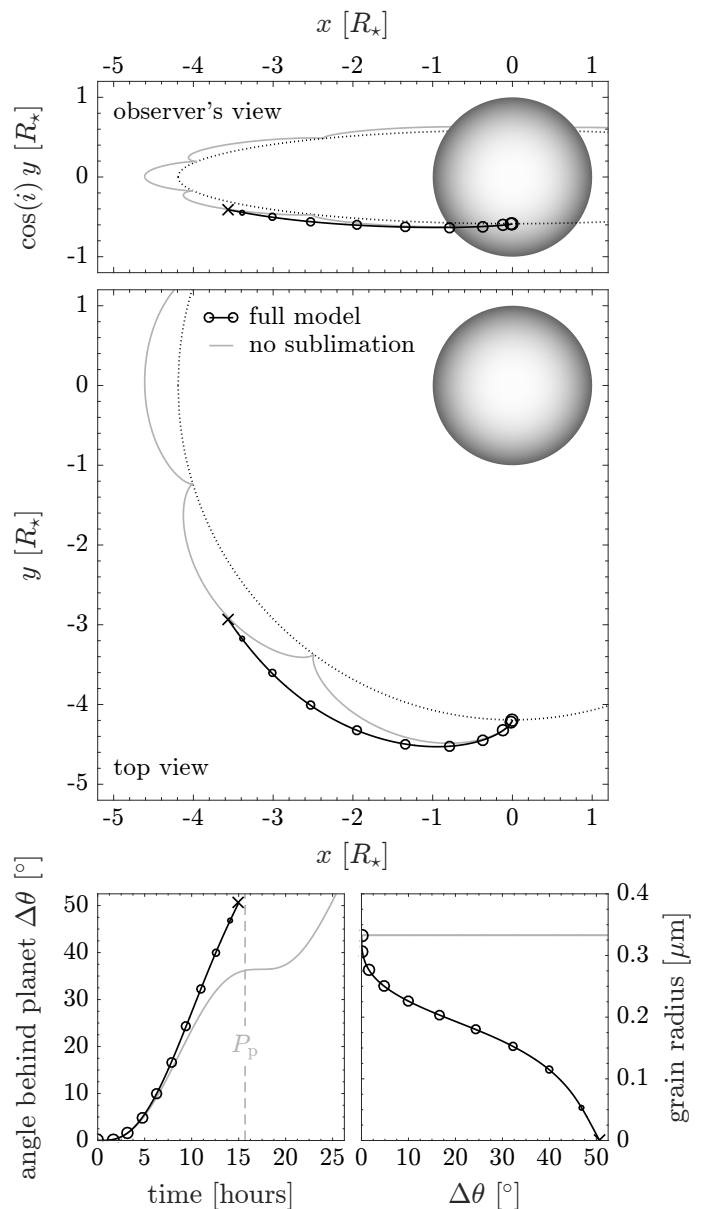 x [R⋆]
-5 -4 -3 -2 -1 0 1
cos(i) y [R⋆]
1
0
-1
observer's view
y [R⋆]
1
0
-1
-2
-3
-4
-5
full model
no sublimation
top view
-5 -4 -3 -2 -1 0 1
x [R⋆]
angle behind planet Δθ [°]
50
40
30
20
10
0
P_p
0 5 10 15 20 25
time [hours]
0.4
0.3
0.2
0.1
0
grain radius [μm]
0 10 20 30 40 50
Δθ [°]